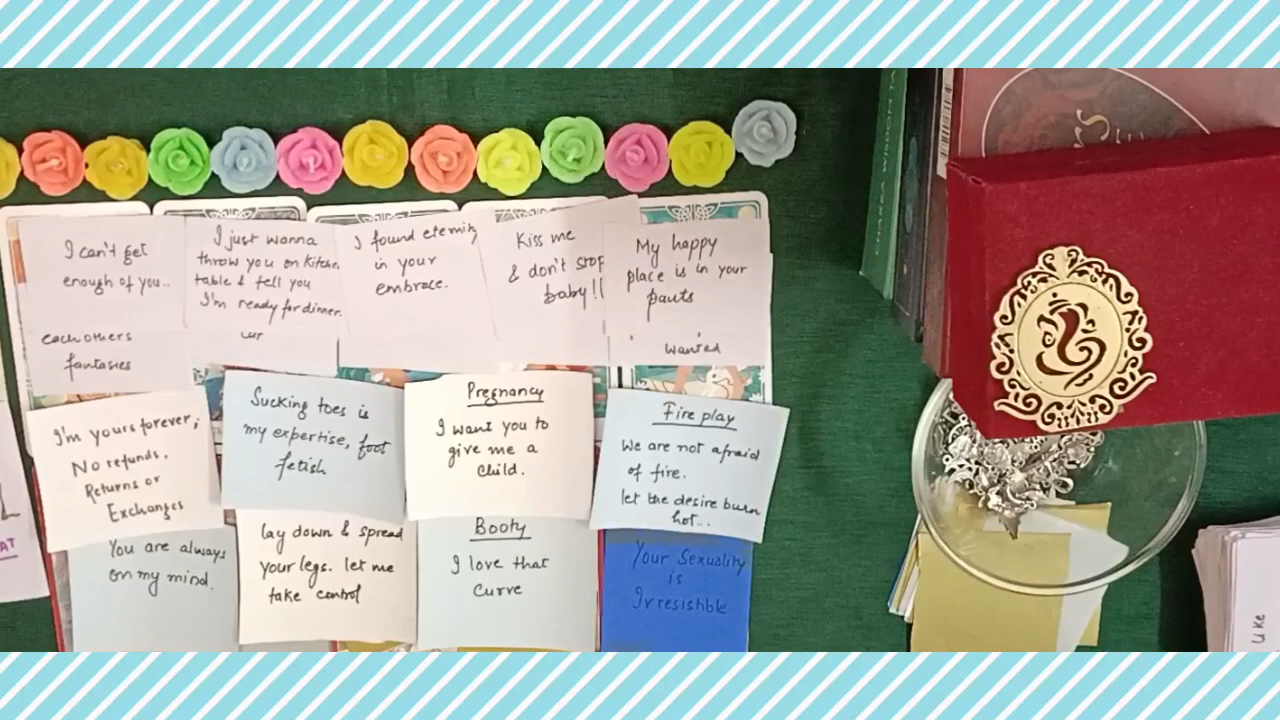 I can't get
enough of you..
each others
fantasies
I just wanna
throw you on kitchen
table & tell you
I'm ready for dinner.
I found eternity
in your
embrace.
Kiss me
& don't stop
baby!!
My happy
place is in your
pants
wanted
I'm yours forever,
No refunds.
Returns or
Exchanges
Sucking toes is
my expertise, foot
fetish
Pregnancy
I want you to
give me a
child.
Fire play
We are not afraid
of fire.
let the desire burn
hot...
You are always
on my mind.
lay down & spread
your legs. let me
take control
Booty
I love that
curve
Your Sexuality
is
Irresistible
AT
CHAKRA WISDOM TA
U Ke